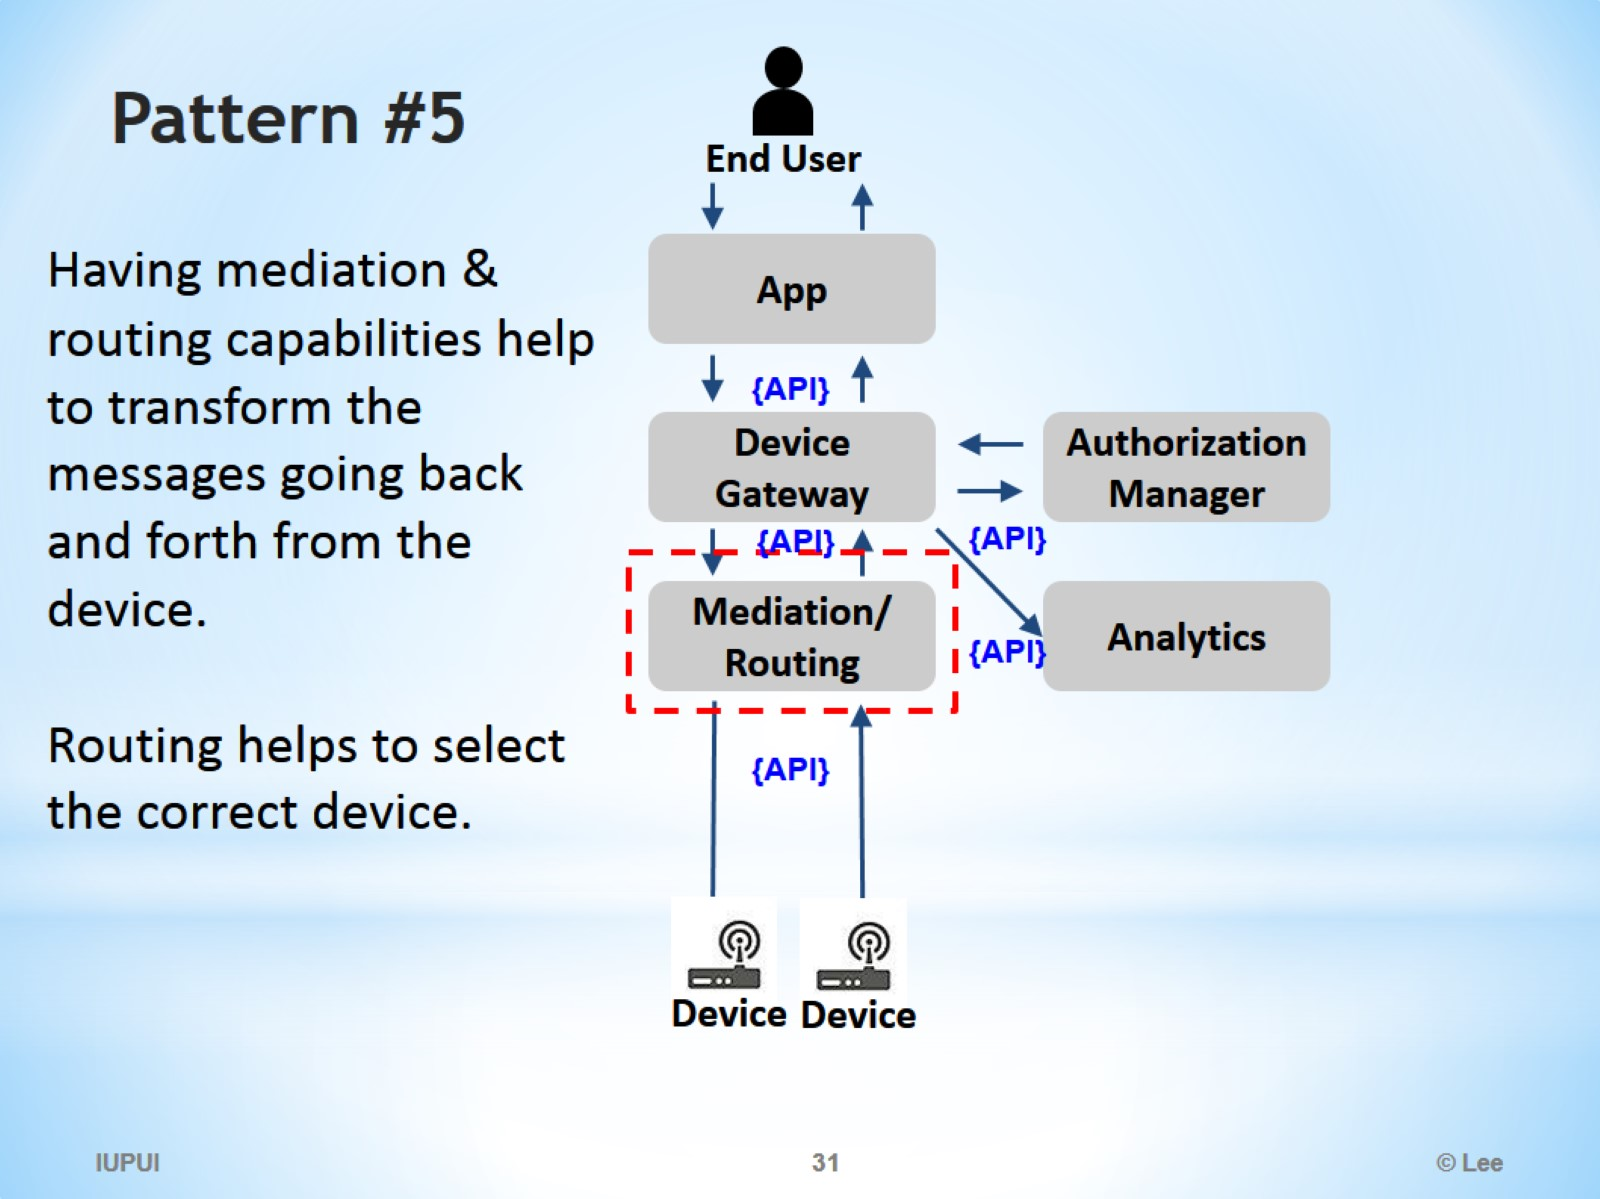 Pattern #5
Having mediation &
routing capabilities help
to transform the
messages going back
and forth from the
device.
Routing helps to select
the correct device.
End User
App
{API}
Device
Gateway
Authorization
Manager
{API}
{API}
Mediation/
Routing
{API}
Analytics
{API}
Device
Device
IUPUI
31
© Lee